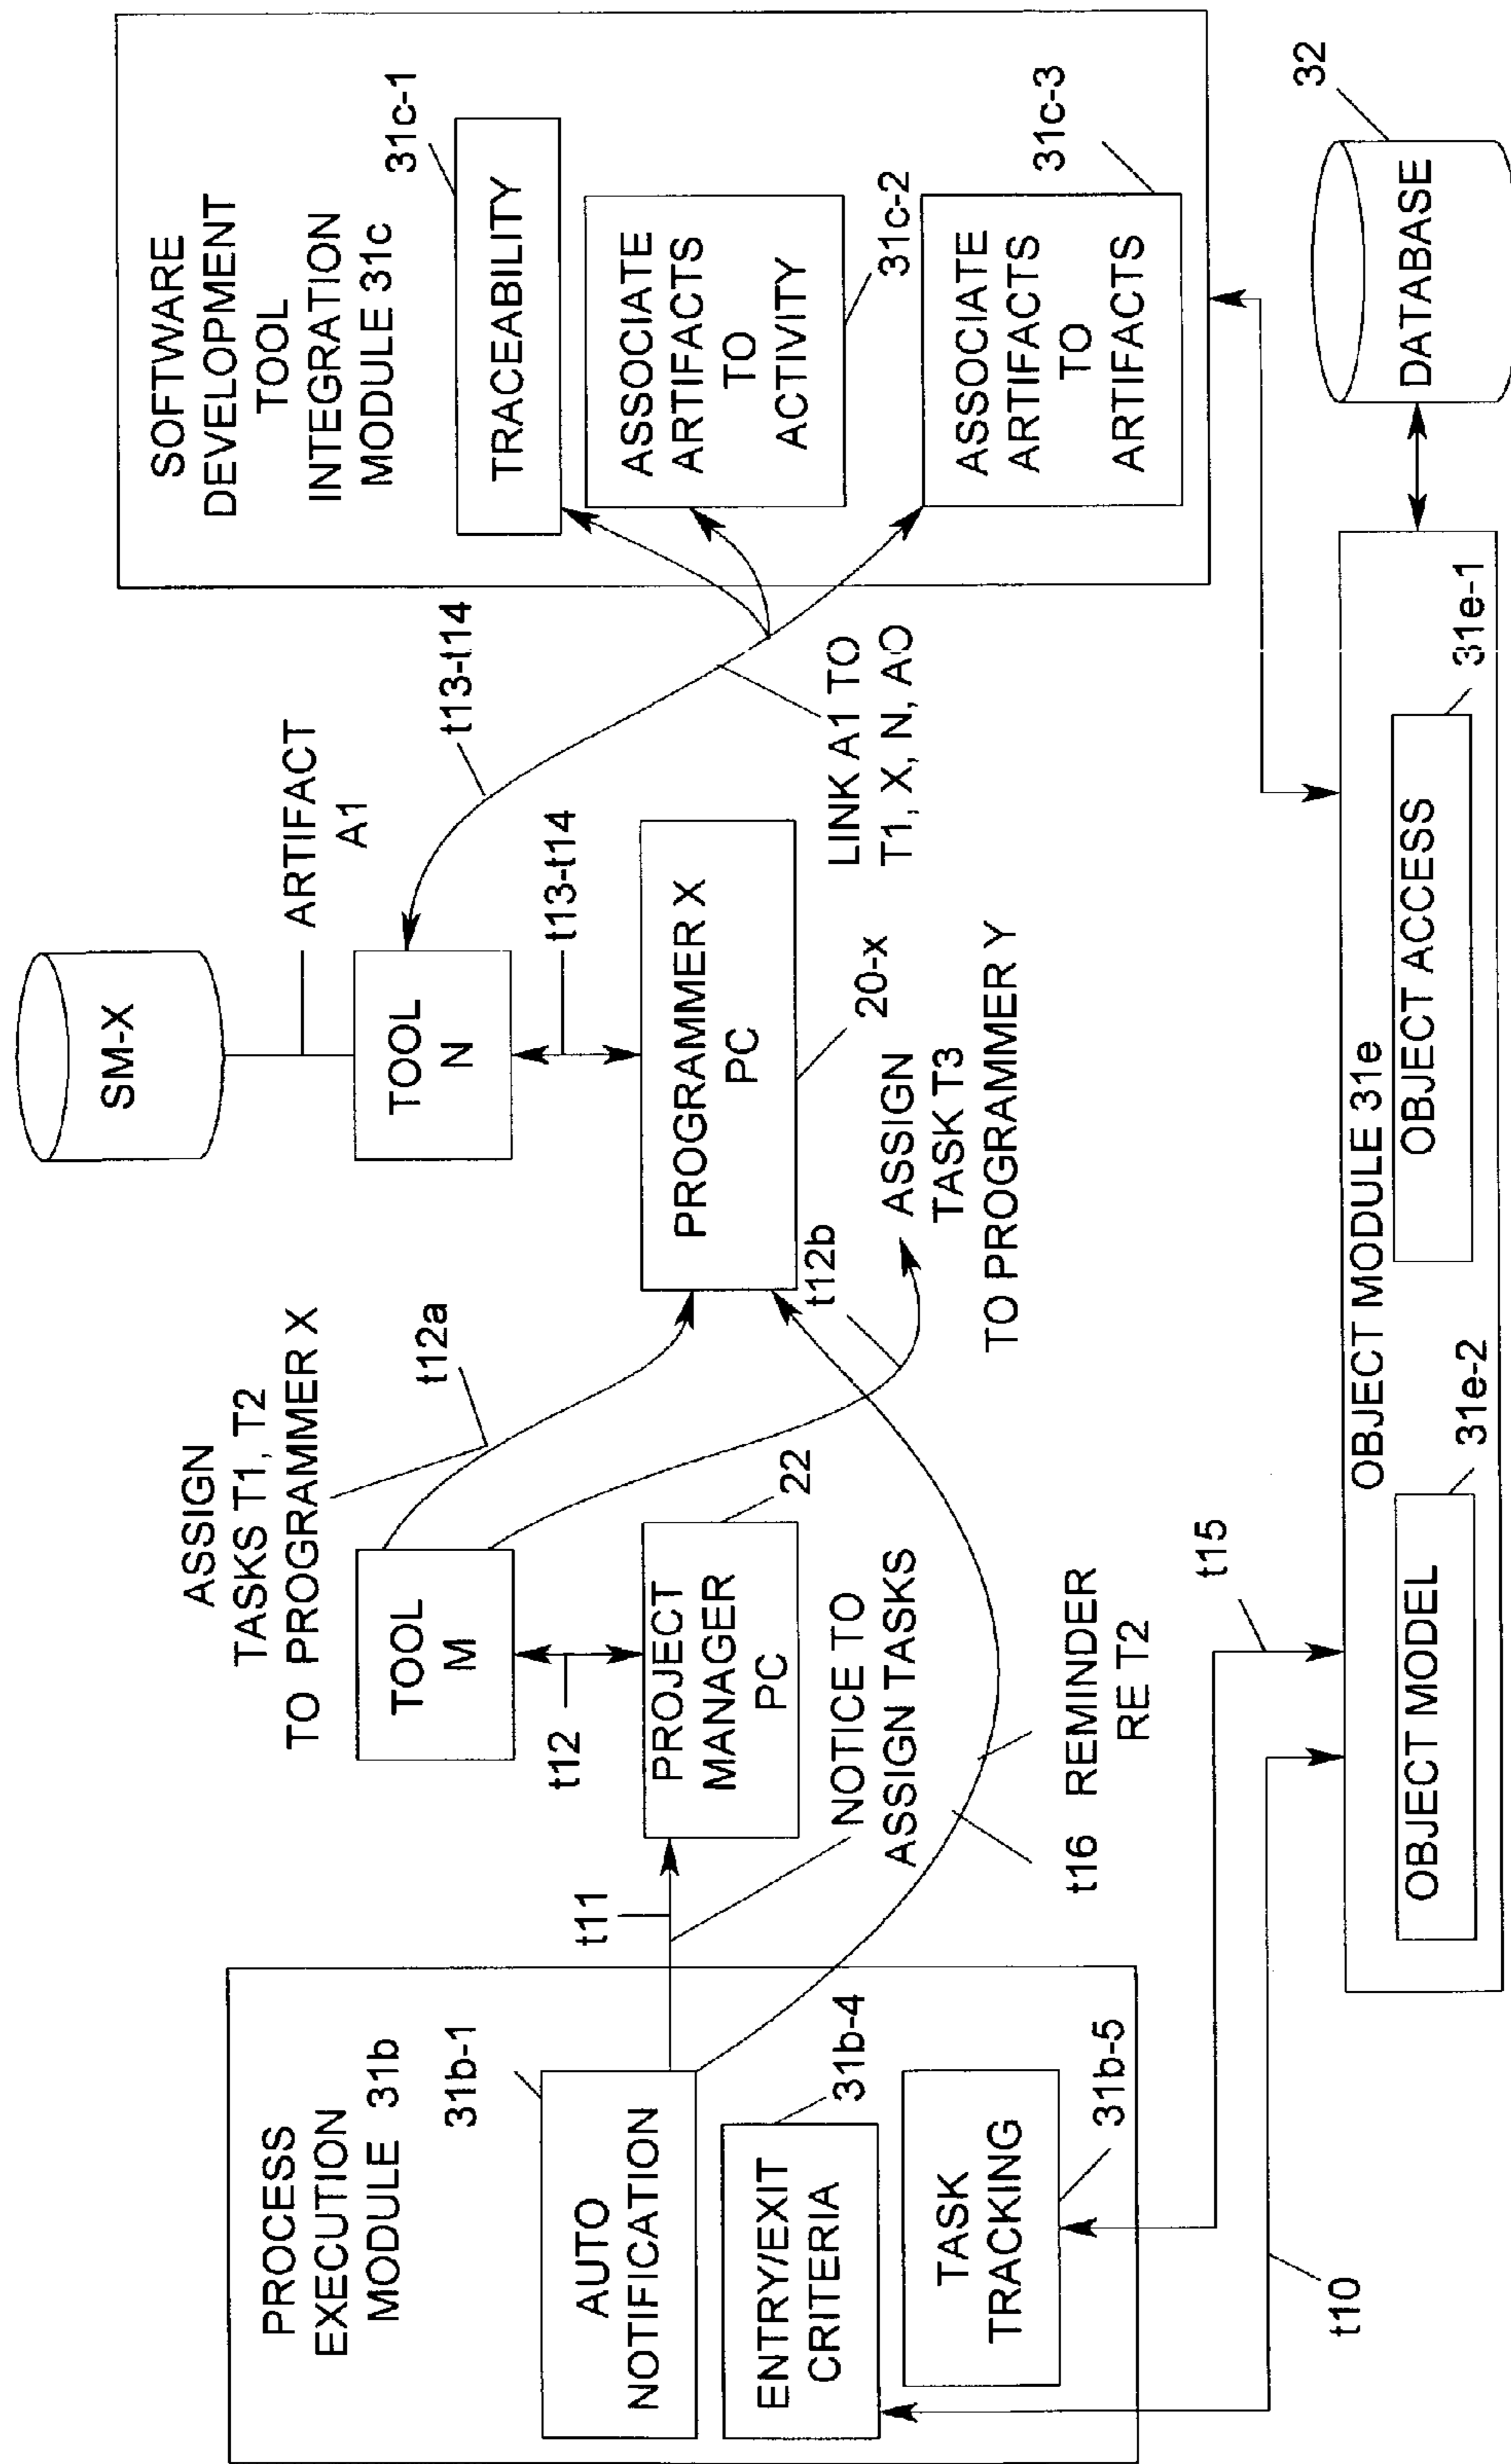 PROCESS
EXECUTION
MODULE 31b
31b-1
AUTO
NOTIFICATION
ENTRY/EXIT
CRITERIA
31b-4
TASK
TRACKING
31b-5
t10
t11
NOTICE TO
ASSIGN TASKS
t16 REMINDER
RE T2
ASSIGN
TASKS T1, T2
TO PROGRAMMER X
t12a
TOOL
M
t12
PROJECT
MANAGER
PC
22
t15
SM-X
ARTIFACT
A1
TOOL
N
t13-t14
t13-t14
PROGRAMMER X
PC
20-x
t12b
ASSIGN
TASK T3
TO PROGRAMMER Y
LINK A1 TO
T1, X, N, AO
SOFTWARE
DEVELOPMENT
TOOL
INTEGRATION
MODULE 31c
31c-1
TRACEABILITY
ASSOCIATE
ARTIFACTS
TO
ACTIVITY
31c-2
ASSOCIATE
ARTIFACTS
TO
ARTIFACTS
31c-3
OBJECT MODULE 31e
OBJECT MODEL
31e-2
OBJECT ACCESS
31e-1
DATABASE
32